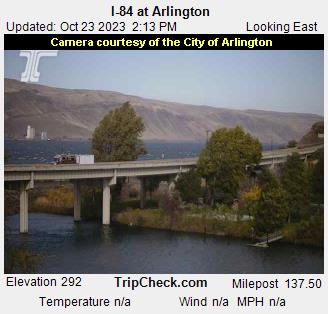 I-84 at Arlington
Updated: Oct 23 2023 2:13 PM Looking East
Camera courtesy of the City of Arlington
Elevation 292 TripCheck.com Milepost 137.50
Temperature n/a Wind n/a MPH n/a